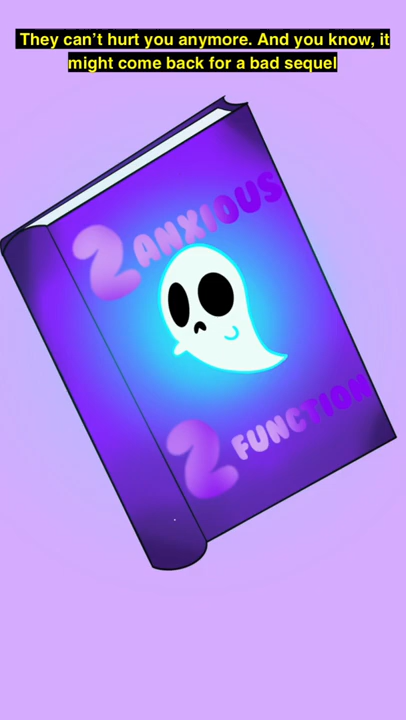 They can't hurt you anymore. And you know, it
might come back for a bad sequel
2 ANXIOUS
2 FUNCTION